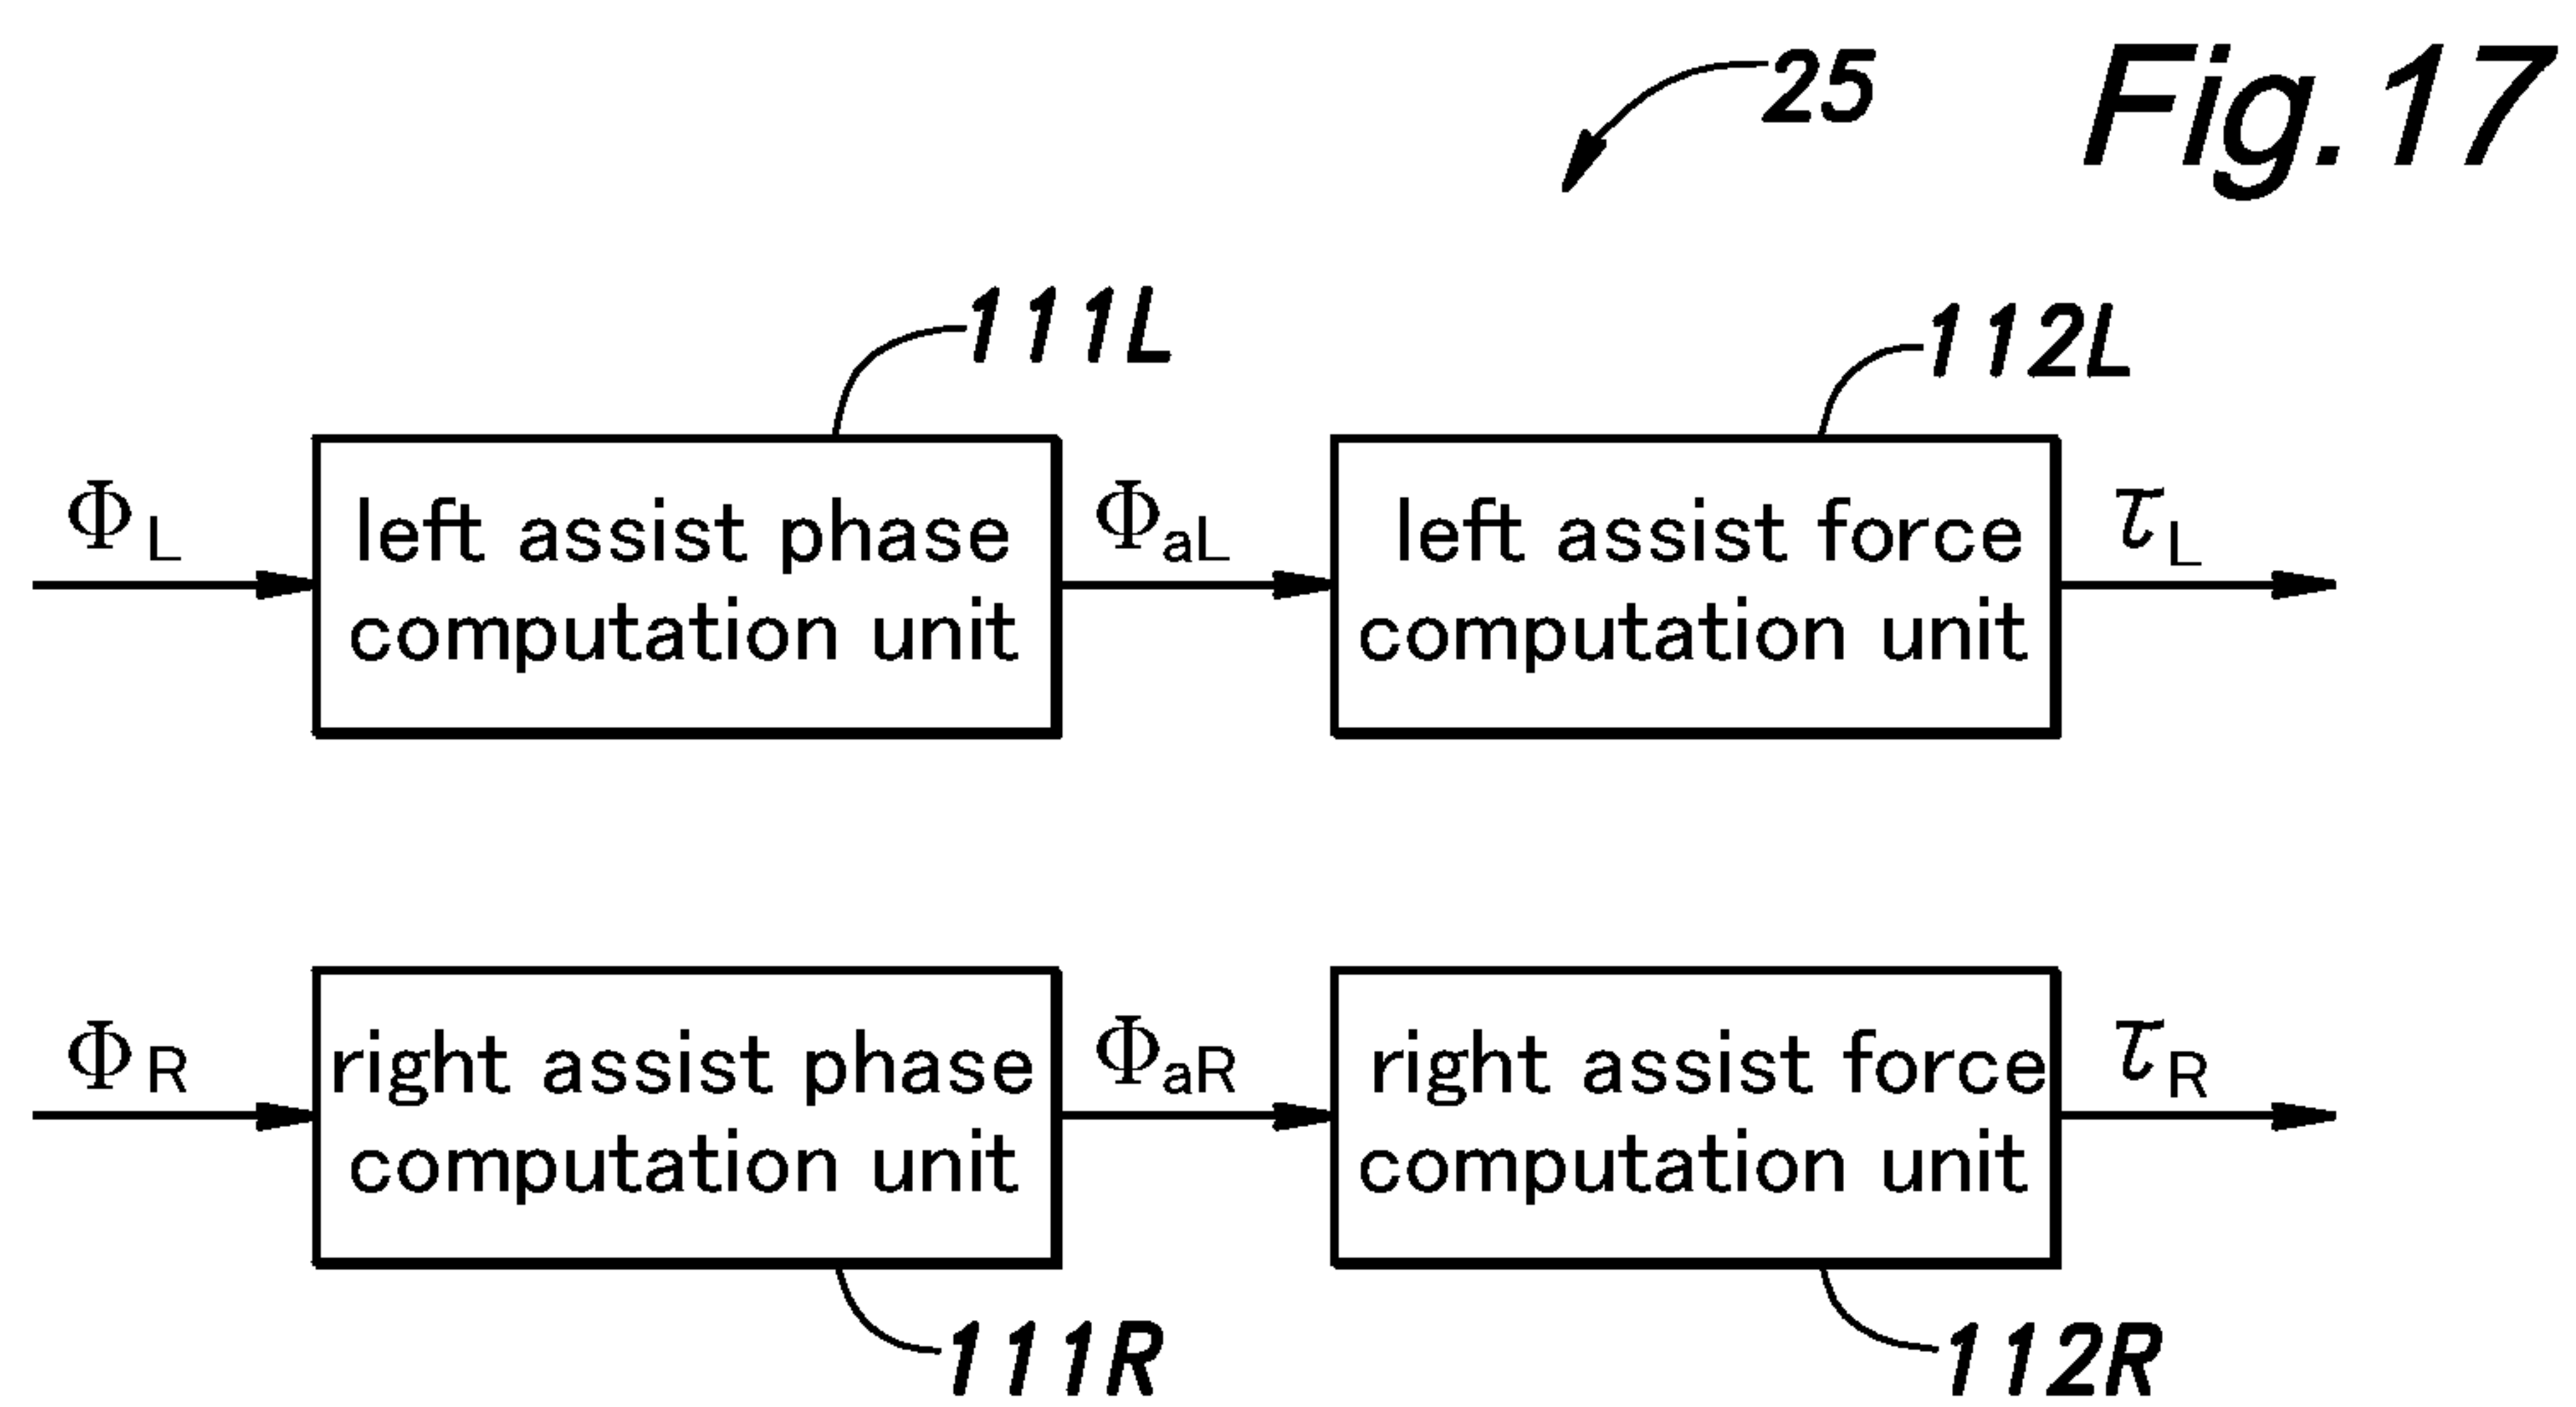 Fig.17
25
111L
112L
ΦL
left assist phase
computation unit
ΦaL
left assist force
computation unit
τL
ΦR
right assist phase
computation unit
ΦaR
right assist force
computation unit
τR
111R
112R